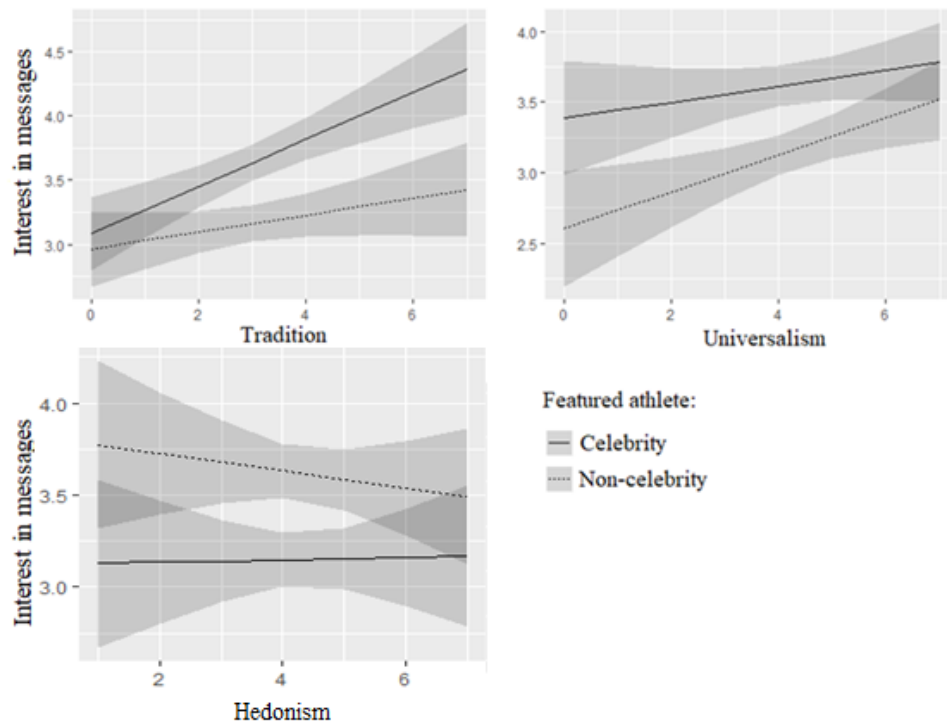 Interest in messages
4.5
4.0
3.5
3.0
0 2 4 6
Tradition
4.0
3.5
3.0
2.5
0 2 4 6
Universalism
Interest in messages
4.0
3.5
3.0
2 4 6
Hedonism
Featured athlete:
Celebrity
Non-celebrity